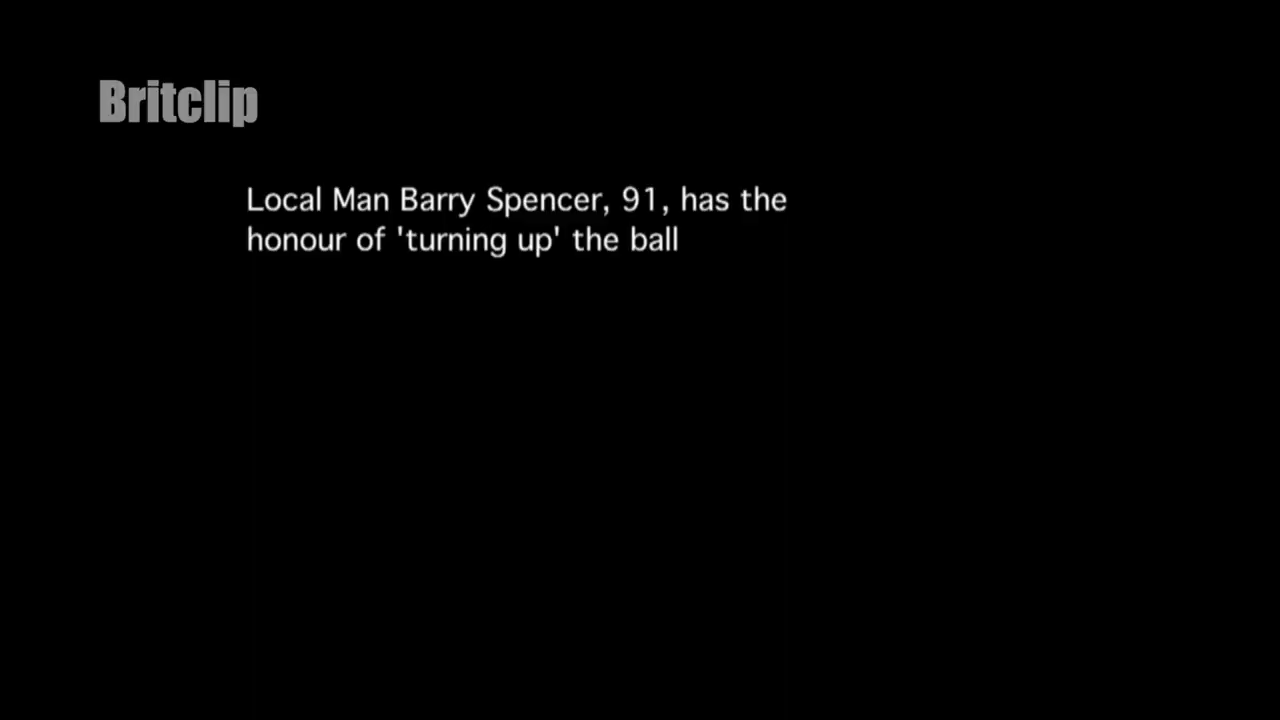 Britclip
Local Man Barry Spencer, 91, has the
honour of 'turning up' the ball